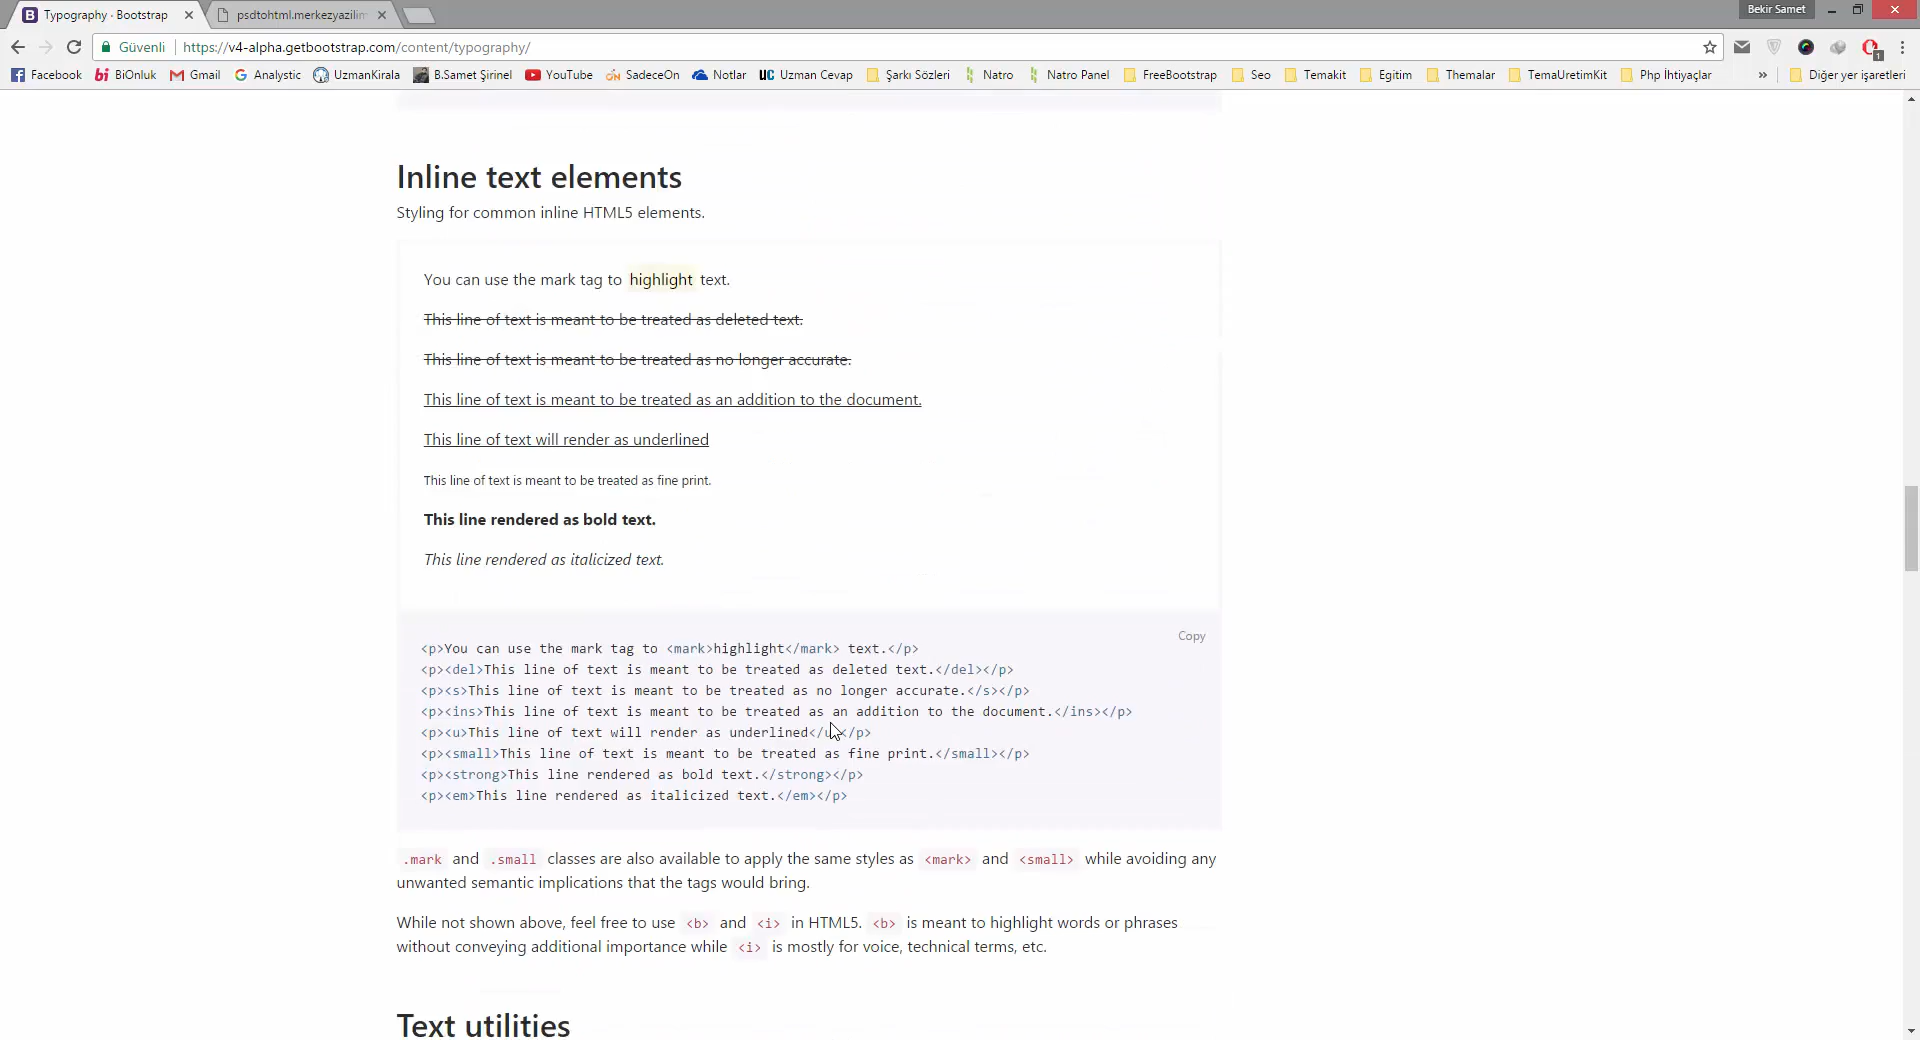 Typography · Bootstrap
psdtohtml.merkezyazilim
Bekir Samet
Güvenli
https://v4-alpha.getbootstrap.com/content/typography/
1
Facebook
BiOnluk
Gmail
Analystic
UzmanKirala
B.Samet Şirinel
YouTube
SadeceOn
Notlar
UC Uzman Cevap
Şarkı Sözleri
Natro
Natro Panel
FreeBootstrap
Seo
Temakit
Egitim
Themalar
TemaUretimKit
Php İhtiyaçlar
»
Diğer yer işaretleri
Inline text elements
Styling for common inline HTML5 elements.
You can use the mark tag to highlight text.
This line of text is meant to be treated as deleted text.
This line of text is meant to be treated as no longer accurate.
This line of text is meant to be treated as an addition to the document.
This line of text will render as underlined
This line of text is meant to be treated as fine print.
This line rendered as bold text.
This line rendered as italicized text.
Copy
<p>You can use the mark tag to <mark>highlight</mark> text.</p>
<p><del>This line of text is meant to be treated as deleted text.</del></p>
<p><s>This line of text is meant to be treated as no longer accurate.</s></p>
<p><ins>This line of text is meant to be treated as an addition to the document.</ins></p>
<p><u>This line of text will render as underlined</u></p>
<p><small>This line of text is meant to be treated as fine print.</small></p>
<p><strong>This line rendered as bold text.</strong></p>
<p><em>This line rendered as italicized text.</em></p>
.mark and .small classes are also available to apply the same styles as <mark> and <small> while avoiding any
unwanted semantic implications that the tags would bring.
While not shown above, feel free to use <b> and <i> in HTML5. <b> is meant to highlight words or phrases
without conveying additional importance while <i> is mostly for voice, technical terms, etc.
Text utilities